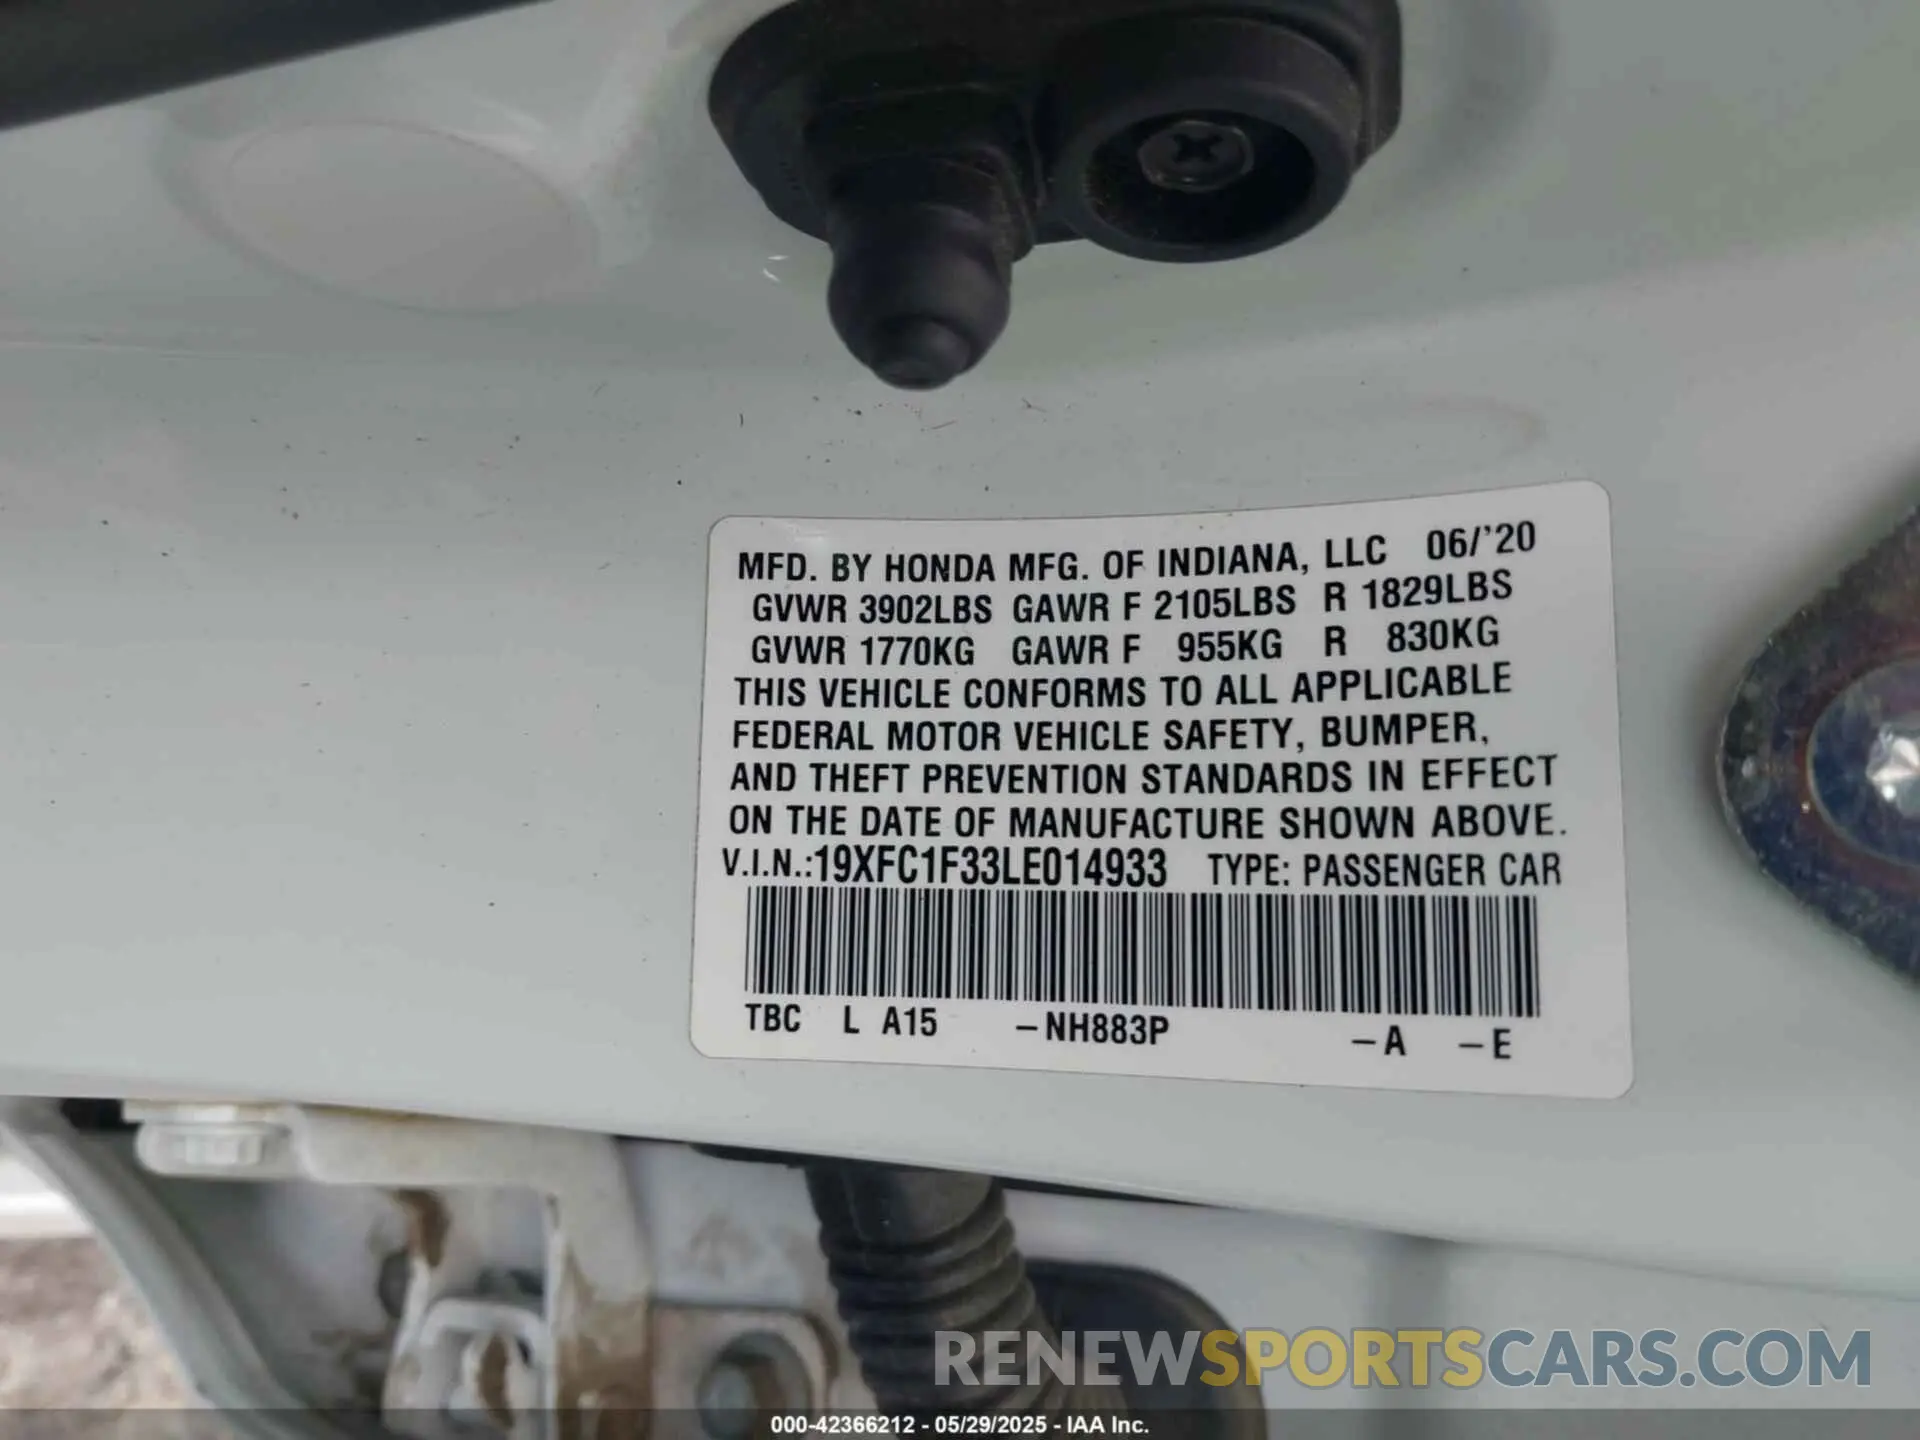 MFD. BY HONDA MFG. OF INDIANA, LLC 06/'20
GVWR 3902LBS GAWR F 2105LBS R 1829LBS
GVWR 1770KG GAWR F 955KG R 830KG
THIS VEHICLE CONFORMS TO ALL APPLICABLE
FEDERAL MOTOR VEHICLE SAFETY, BUMPER,
AND THEFT PREVENTION STANDARDS IN EFFECT
ON THE DATE OF MANUFACTURE SHOWN ABOVE.
V.I.N.:19XFC1F33LE014933 TYPE: PASSENGER CAR
TBC L A15 -NH883P -A -E
RENEWSPORTSCARS.COM
000-42366212 - 05/29/2025 - IAA Inc.